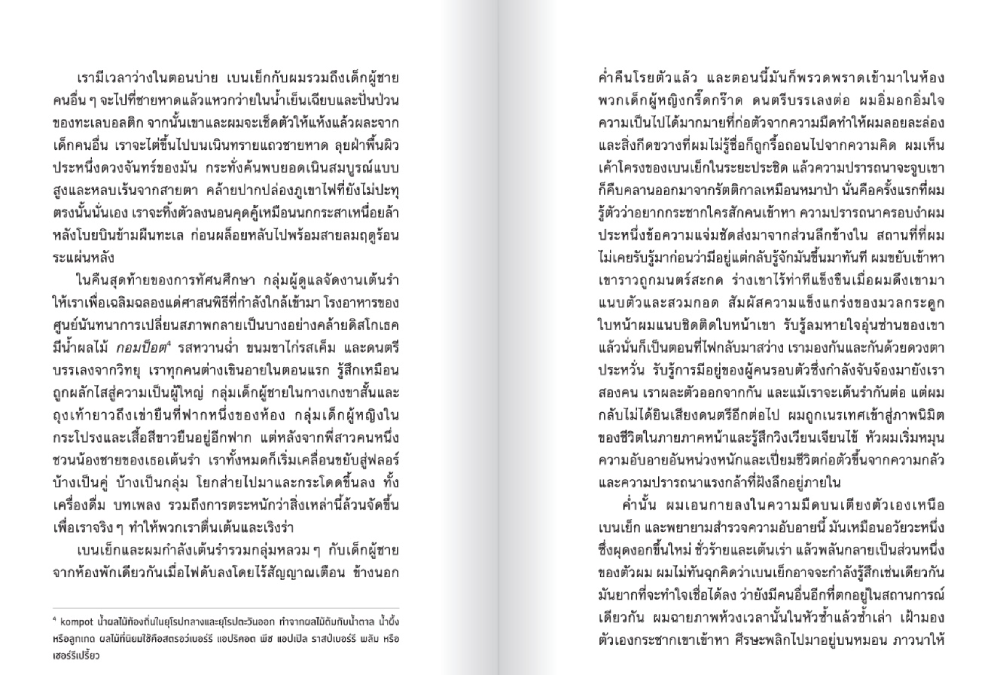 เรามีเวลาว่างในตอนบ่าย เบนเย็กกับผมรวมถึงเด็กผู้ชาย
คนอื่นๆ จะไปที่ชายหาดแล้วแหวกว่ายในน้ำเย็นเฉียบและปั่นป่วน
ของทะเลบอลติก จากนั้นเขาและผมจะเช็ดตัวให้แห้งแล้วผละจาก
เด็กคนอื่น เราจะไต่ขึ้นไปบนเนินทรายแถวชายหาด ลุยฝ่าพื้นผิว
ประหนึ่งดวงจันทร์ของมัน กระทั่งค้นพบยอดเนินสมบูรณ์แบบ
สูงและหลบเร้นจากสายตา คล้ายปากปล่องภูเขาไฟที่ยังไม่ปะทุ
ตรงนั้นนั่นเอง เราจะทิ้งตัวลงนอนคุดคู้เหมือนนกกระสาเหนื่อยล้า
หลังโบยบินข้ามผืนทะเล ก่อนผล็อยหลับไปพร้อมสายลมฤดูร้อน
ระแผ่นหลัง
ในคืนสุดท้ายของการทัศนศึกษา กลุ่มผู้ดูแลจัดงานเต้นรำ
ให้เราเพื่อเฉลิมฉลองแด่ศาสนพิธีที่กำลังใกล้เข้ามา โรงอาหารของ
ศูนย์นันทนาการเปลี่ยนสภาพกลายเป็นบางอย่างคล้ายดิสโกเธค
มีน้ำผลไม้ กอมป็อต⁴ รสหวานฉ่ำ ขนมขาไก่รสเค็ม และดนตรี
บรรเลงจากวิทยุ เราทุกคนต่างเขินอายในตอนแรก รู้สึกเหมือน
ถูกผลักไสสู่ความเป็นผู้ใหญ่ กลุ่มเด็กผู้ชายในกางเกงขาสั้นและ
ถุงเท้ายาวถึงเข่ายืนที่ฟากหนึ่งของห้อง กลุ่มเด็กผู้หญิงใน
กระโปรงและเสื้อสีขาวยืนอยู่อีกฟาก แต่หลังจากพี่สาวคนหนึ่ง
ชวนน้องชายของเธอเต้นรำ เราทั้งหมดก็เริ่มเคลื่อนขยับสู่ฟลอร์
บ้างเป็นคู่ บ้างเป็นกลุ่ม โยกส่ายไปมาและกระโดดขึ้นลง ทั้ง
เครื่องดื่ม บทเพลง รวมถึงการตระหนักว่าสิ่งเหล่านี้ล้วนจัดขึ้น
เพื่อเราจริงๆ ทำให้พวกเราตื่นเต้นและเริงร่า
เบนเย็กและผมกำลังเต้นรำรวมกลุ่มหลวมๆ กับเด็กผู้ชาย
จากห้องพักเดียวกันเมื่อไฟดับลงโดยไร้สัญญาณเตือน ข้างนอก
⁴ kompot น้ำผลไม้ท้องถิ่นในยุโรปกลางและยุโรปตะวันออก ทำจากผลไม้ต้มกับน้ำตาล น้ำผึ้ง
หรือลูกเกด ผลไม้ที่นิยมใช้คือสตรอว์เบอร์รี แอปริคอต พีช แอปเปิล ราสป์เบอร์รี พลัม หรือ
เชอร์รีเปรี้ยว
ค่ำคืนโรยตัวแล้ว และตอนนี้มันก็พรวดพราดเข้ามาในห้อง
พวกเด็กผู้หญิงกรี๊ดกร๊าด ดนตรีบรรเลงต่อ ผมอิ่มอกอิ่มใจ
ความเป็นไปได้มากมายที่ก่อตัวจากความมืดทำให้ผมลอยละล่อง
และสิ่งกีดขวางที่ผมไม่รู้ชื่อก็ถูกรื้อถอนไปจากความคิด ผมเห็น
เค้าโครงของเบนเย็กในระยะประชิด แล้วความปรารถนาจะจูบเขา
ก็คืบคลานออกมาจากรัตติกาลเหมือนหมาป่า นั่นคือครั้งแรกที่ผม
รู้ตัวว่าอยากกระชากใครสักคนเข้าหา ความปรารถนาครอบงำผม
ประหนึ่งข้อความแจ่มชัดส่งมาจากส่วนลึกข้างใน สถานที่ที่ผม
ไม่เคยรับรู้มาก่อนว่ามีอยู่แต่กลับรู้จักมันขึ้นมาทันที ผมขยับเข้าหา
เขาราวถูกมนตร์สะกด ร่างเขาไร้ท่าทีแข็งขืนเมื่อผมดึงเขามา
แนบตัวและสวมกอด สัมผัสความแข็งแกร่งของมวลกระดูก
ใบหน้าผมแนบชิดติดใบหน้าเขา รับรู้ลมหายใจอุ่นซ่านของเขา
แล้วนั่นก็เป็นตอนที่ไฟกลับมาสว่าง เรามองกันและกันด้วยดวงตา
ประหวั่น รับรู้การมีอยู่ของผู้คนรอบตัวซึ่งกำลังจับจ้องมายังเรา
สองคน เราผละตัวออกจากกัน และแม้เราจะเต้นรำกันต่อ แต่ผม
กลับไม่ได้ยินเสียงดนตรีอีกต่อไป ผมถูกเนรเทศเข้าสู่ภาพนิมิต
ของชีวิตในภายภาคหน้าและรู้สึกวิงเวียนเจียนไข้ หัวผมเริ่มหมุน
ความอับอายอันหน่วงหนักและเปี่ยมชีวิตก่อตัวขึ้นจากความกลัว
และความปรารถนาแรงกล้าที่ฝังลึกอยู่ภายใน
ค่ำนั้น ผมเอนกายลงในความมืดบนเตียงตัวเองเหนือ
เบนเย็ก และพยายามสำรวจความอับอายนี้ มันเหมือนอวัยวะหนึ่ง
ซึ่งผุดงอกขึ้นใหม่ ชั่วร้ายและเต้นเร่า แล้วพลันกลายเป็นส่วนหนึ่ง
ของตัวผม ผมไม่ทันฉุกคิดว่าเบนเย็กอาจจะกำลังรู้สึกเช่นเดียวกัน
มันยากที่จะทำใจเชื่อได้ลง ว่ายังมีคนอื่นอีกที่ตกอยู่ในสถานการณ์
เดียวกัน ผมฉายภาพห้วงเวลานั้นในหัวซ้ำแล้วซ้ำเล่า เฝ้ามอง
ตัวเองกระชากเขาเข้าหา ศีรษะพลิกไปมาอยู่บนหมอน ภาวนาให้